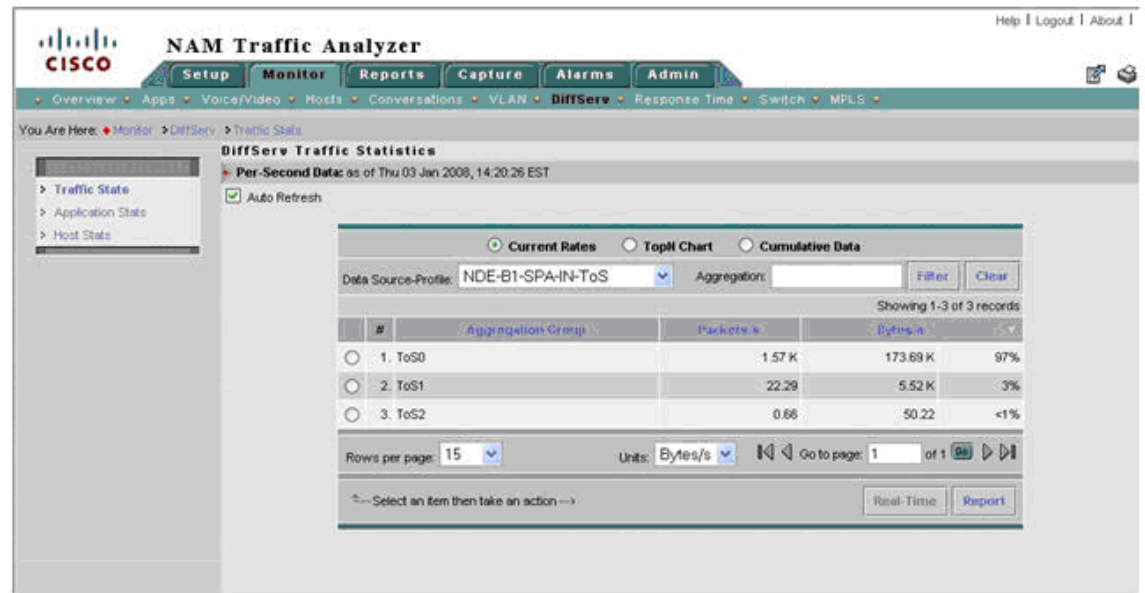 Help | Logout | About |
CISCO
NAM Traffic Analyzer
Setup Monitor Reports Capture Alarms Admin
Overview Apps Voice/Video Hosts Conversations VLAN DiffServ Response Time Switch MPLS
You Are Here: Monitor > DiffServ > Traffic Stats
DiffServ Traffic Statistics
Per-Second Data: as of Thu 03 Jan 2008, 14:20:26 EST
> Traffic Stats
> Application Stats
> Host Stats
Auto Refresh
Current Rates TopN Chart Cumulative Data
Data Source-Profile: NDE-B1-SPA-IN-ToS Aggregation: Filter Clear
Showing 1-3 of 3 records
# Aggregation Group Packets/s Bytes/s
1. ToS0 1.57 K 173.69 K 97%
2. ToS1 22.29 5.52 K 3%
3. ToS2 0.66 50.22 <1%
Rows per page: 15 Units: Bytes/s Go to page: 1 of 1 Go
Select an item then take an action --> Real-Time Report